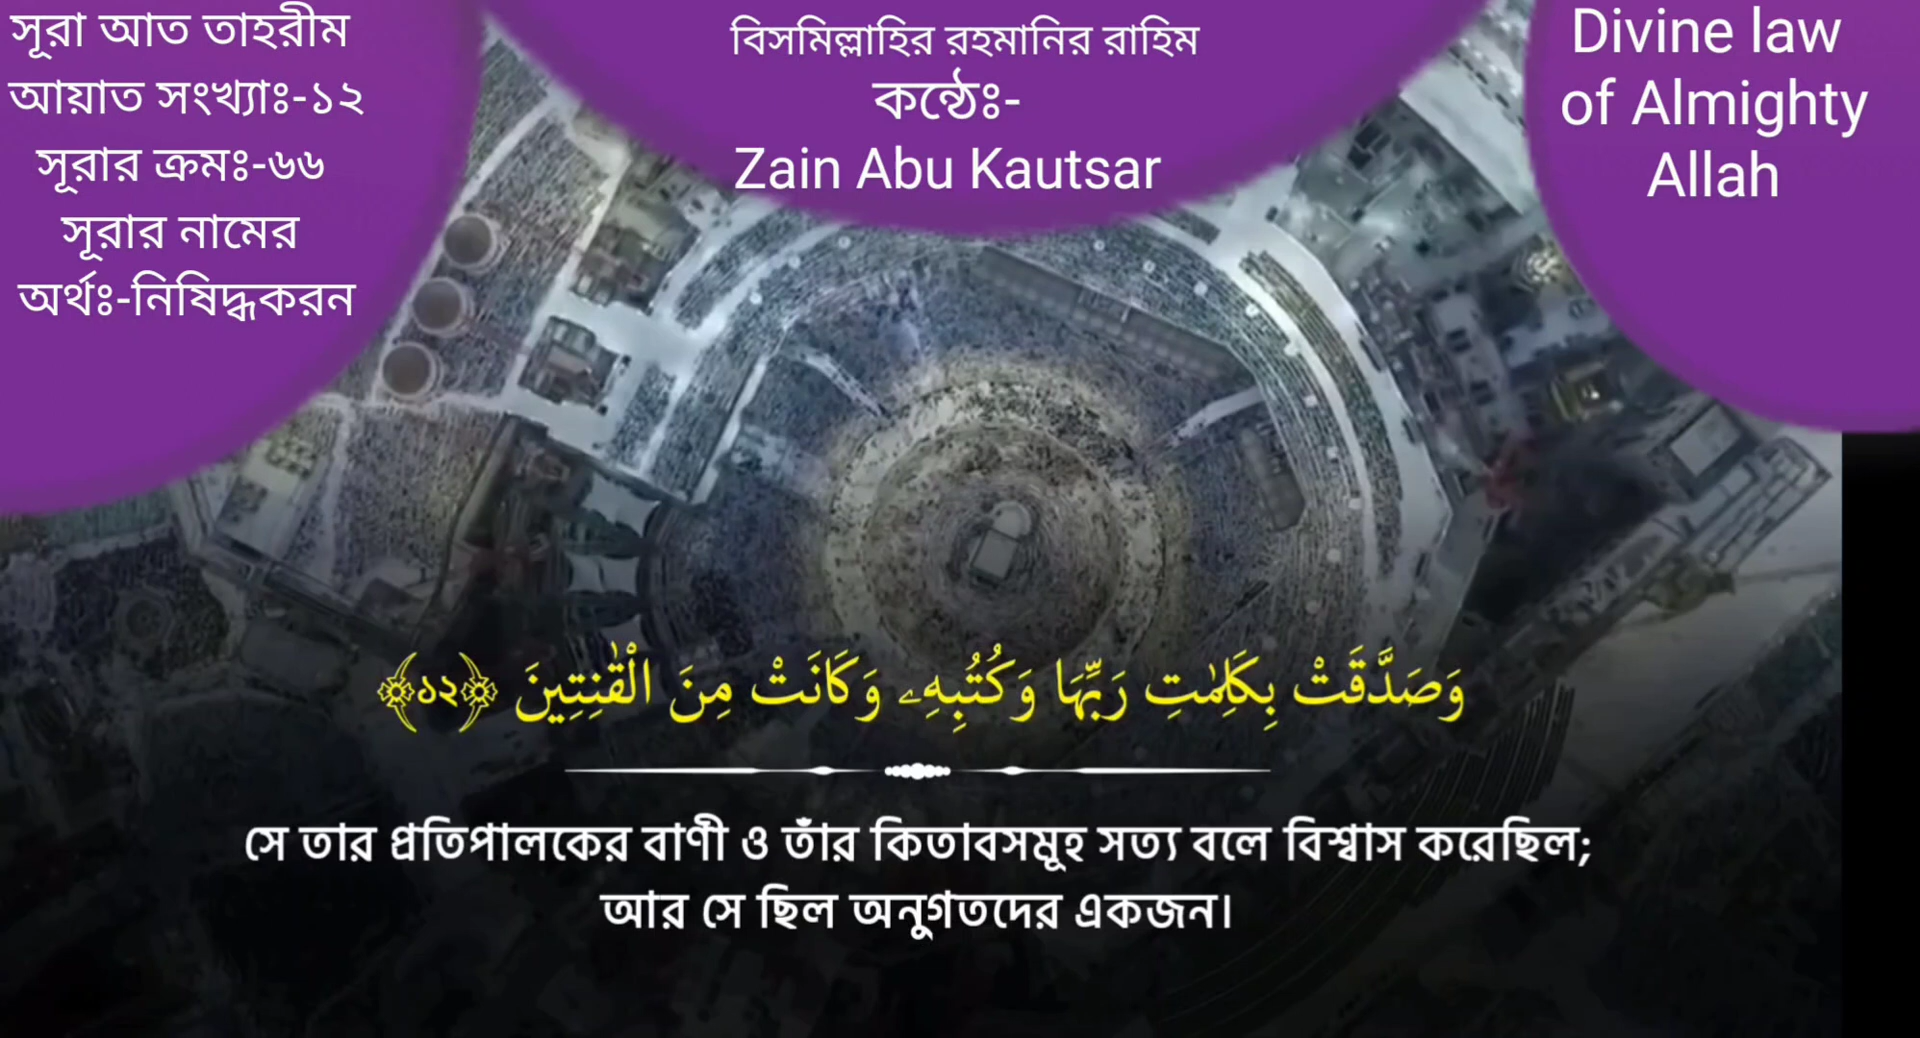 সূরা আত তাহরীম
আয়াত সংখ্যাঃ-১২
সূরার ক্রমঃ-৬৬
সূরার নামের
অর্থঃ-নিষিদ্ধকরন
বিসমিল্লাহির রহমানির রাহিম
কন্ঠেঃ-
Zain Abu Kautsar
Divine law
of Almighty
Allah
وَصَدَّقَتْ بِكَلِمٰتِ رَبِّهَا وَكُتُبِهٖ وَكَانَتْ مِنَ الْقٰنِتِينَ ﴿١٢﴾
সে তার প্রতিপালকের বাণী ও তাঁর কিতাবসমূহ সত্য বলে বিশ্বাস করেছিল;
আর সে ছিল অনুগতদের একজন।